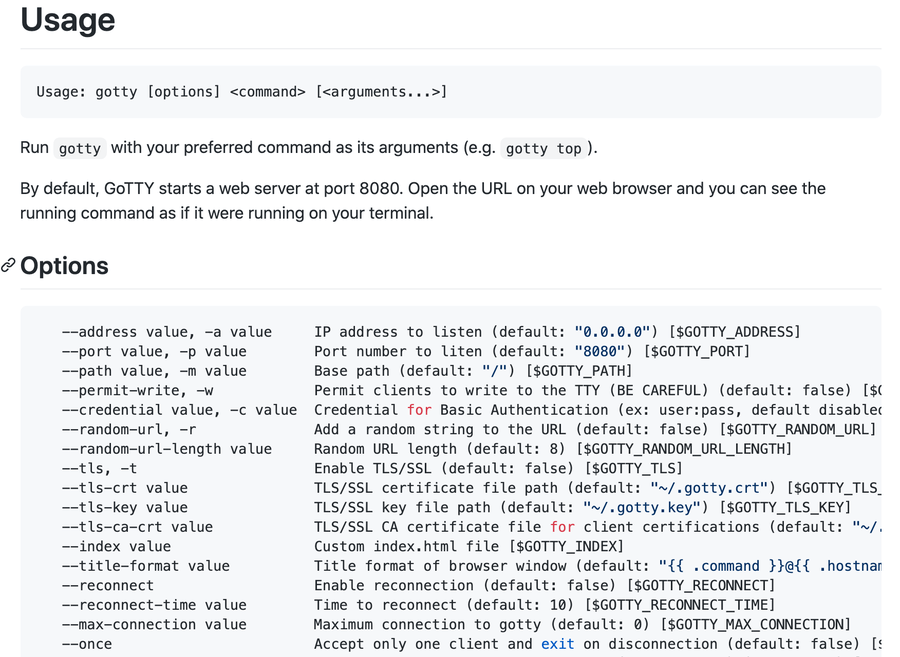 Usage
Usage: gotty [options] <command> [<arguments...>]
Run gotty with your preferred command as its arguments (e.g. gotty top ).
By default, GoTTY starts a web server at port 8080. Open the URL on your web browser and you can see the
running command as if it were running on your terminal.
Options
--address value, -a value     IP address to listen (default: "0.0.0.0") [$GOTTY_ADDRESS]
--port value, -p value        Port number to liten (default: "8080") [$GOTTY_PORT]
--path value, -m value        Base path (default: "/") [$GOTTY_PATH]
--permit-write, -w            Permit clients to write to the TTY (BE CAREFUL) (default: false) [$G
--credential value, -c value  Credential for Basic Authentication (ex: user:pass, default disabled
--random-url, -r              Add a random string to the URL (default: false) [$GOTTY_RANDOM_URL]
--random-url-length value     Random URL length (default: 8) [$GOTTY_RANDOM_URL_LENGTH]
--tls, -t                     Enable TLS/SSL (default: false) [$GOTTY_TLS]
--tls-crt value               TLS/SSL certificate file path (default: "~/.gotty.crt") [$GOTTY_TLS_
--tls-key value               TLS/SSL key file path (default: "~/.gotty.key") [$GOTTY_TLS_KEY]
--tls-ca-crt value            TLS/SSL CA certificate file for client certifications (default: "~/.
--index value                 Custom index.html file [$GOTTY_INDEX]
--title-format value          Title format of browser window (default: "{{ .command }}@{{ .hostnam
--reconnect                   Enable reconnection (default: false) [$GOTTY_RECONNECT]
--reconnect-time value        Time to reconnect (default: 10) [$GOTTY_RECONNECT_TIME]
--max-connection value        Maximum connection to gotty (default: 0) [$GOTTY_MAX_CONNECTION]
--once                        Accept only one client and exit on disconnection (default: false) [$